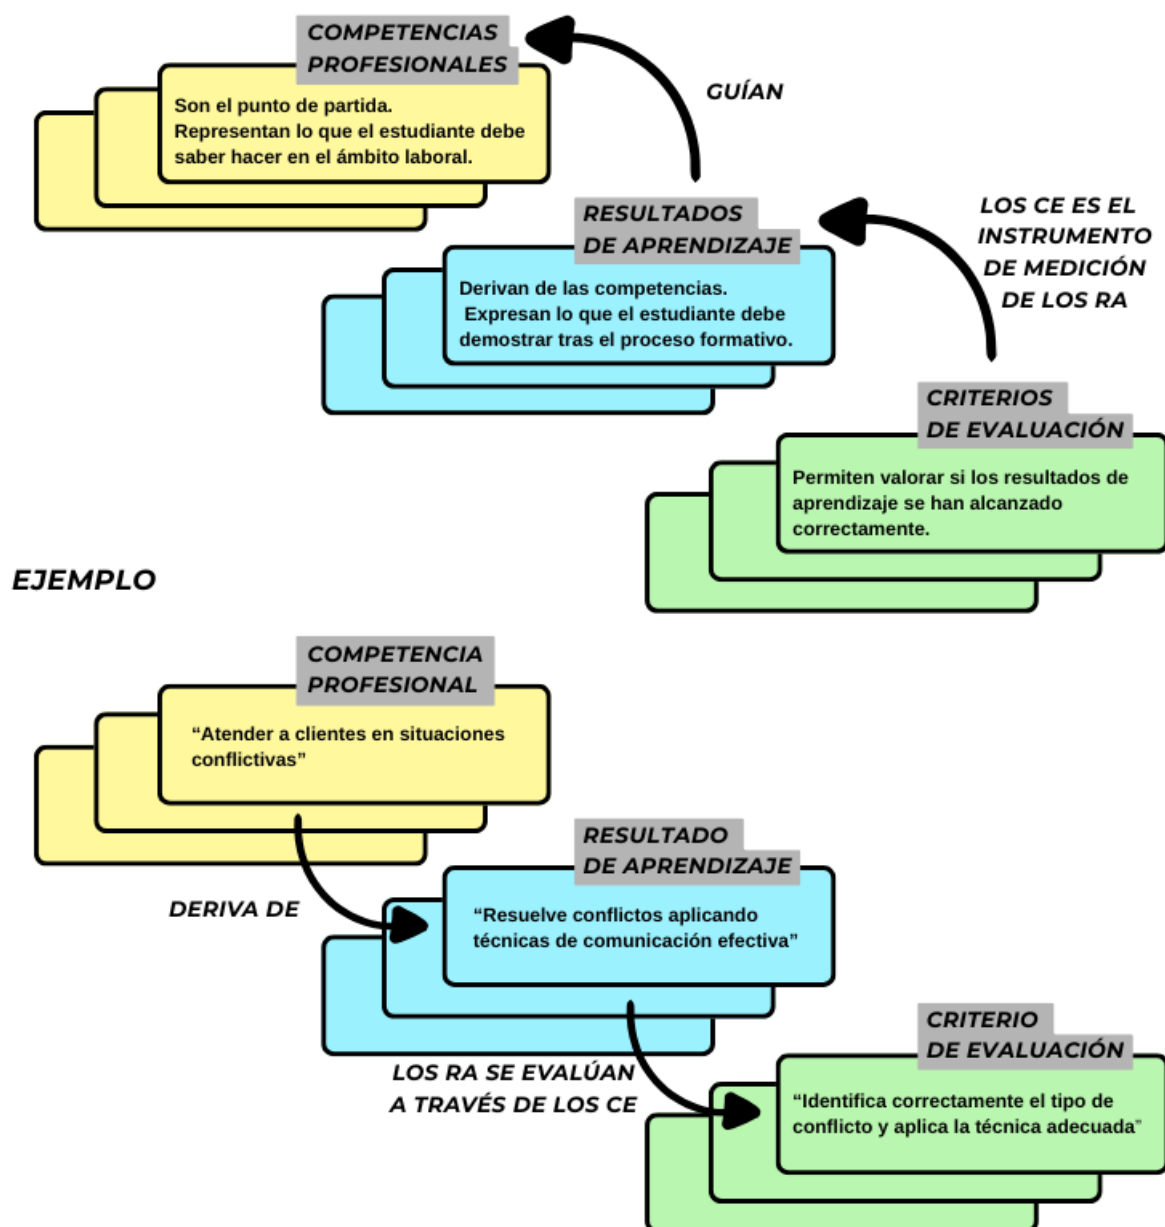 COMPETENCIAS
PROFESIONALES
Son el punto de partida.
Representan lo que el estudiante debe
saber hacer en el ámbito laboral.
GUÍAN
RESULTADOS
DE APRENDIZAJE
Derivan de las competencias.
Expresan lo que el estudiante debe
demostrar tras el proceso formativo.
LOS CE ES EL
INSTRUMENTO
DE MEDICIÓN
DE LOS RA
CRITERIOS
DE EVALUACIÓN
Permiten valorar si los resultados de
aprendizaje se han alcanzado
correctamente.
EJEMPLO
COMPETENCIA
PROFESIONAL
“Atender a clientes en situaciones
conflictivas”
DERIVA DE
RESULTADO
DE APRENDIZAJE
“Resuelve conflictos aplicando
técnicas de comunicación efectiva”
LOS RA SE EVALÚAN
A TRAVÉS DE LOS CE
CRITERIO
DE EVALUACIÓN
“Identifica correctamente el tipo de
conflicto y aplica la técnica adecuada”